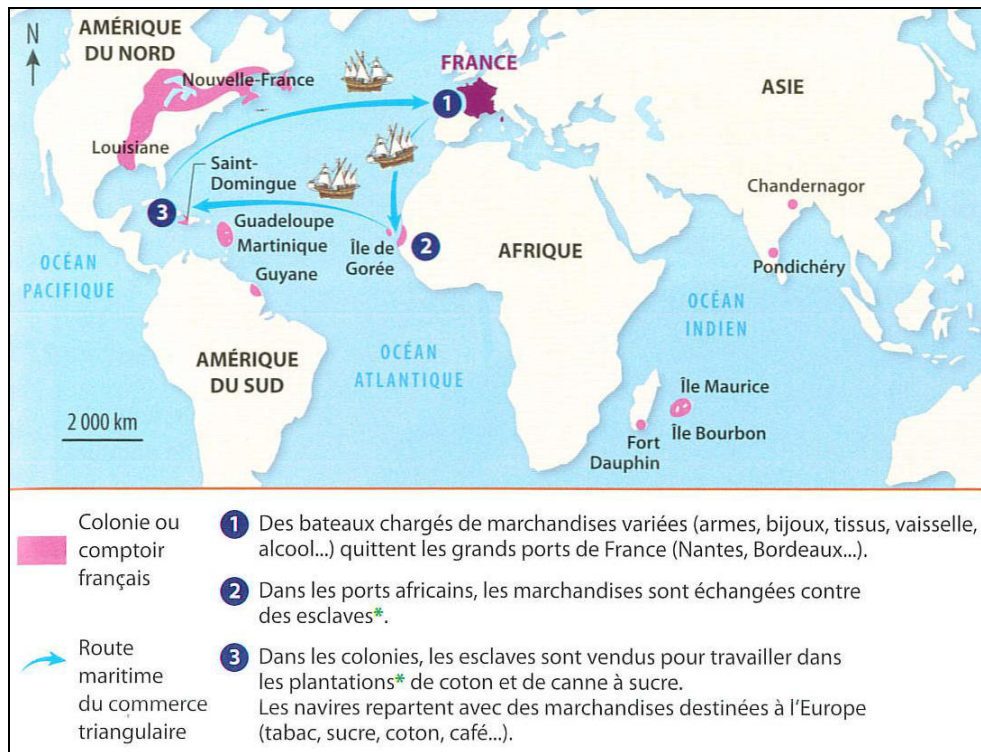 N
AMÉRIQUE
DU NORD
Nouvelle-France
FRANCE
1
ASIE
Louisiane
Saint-
Domingue
3
Guadeloupe
Martinique
Île de
Gorée
2
AFRIQUE
Chandernagor
Pondichéry
OCÉAN
PACIFIQUE
Guyane
OCÉAN
INDIEN
AMÉRIQUE
DU SUD
OCÉAN
ATLANTIQUE
2 000 km
Île Maurice
Île Bourbon
Fort
Dauphin
Colonie ou
comptoir
français
1 Des bateaux chargés de marchandises variées (armes, bijoux, tissus, vaisselle,
alcool...) quittent les grands ports de France (Nantes, Bordeaux...).
2 Dans les ports africains, les marchandises sont échangées contre
des esclaves*.
Route
maritime
du commerce
triangulaire
3 Dans les colonies, les esclaves sont vendus pour travailler dans
les plantations* de coton et de canne à sucre.
Les navires repartent avec des marchandises destinées à l'Europe
(tabac, sucre, coton, café...).